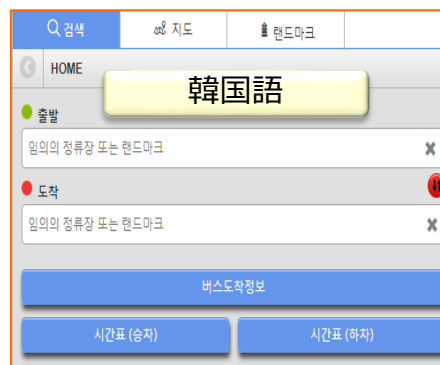 검색 지도 랜드마크
HOME
韓国語
출발
임의의 정류장 또는 랜드마크
도착
임의의 정류장 또는 랜드마크
버스도착정보
시간표 (승차) 시간표 (하차)